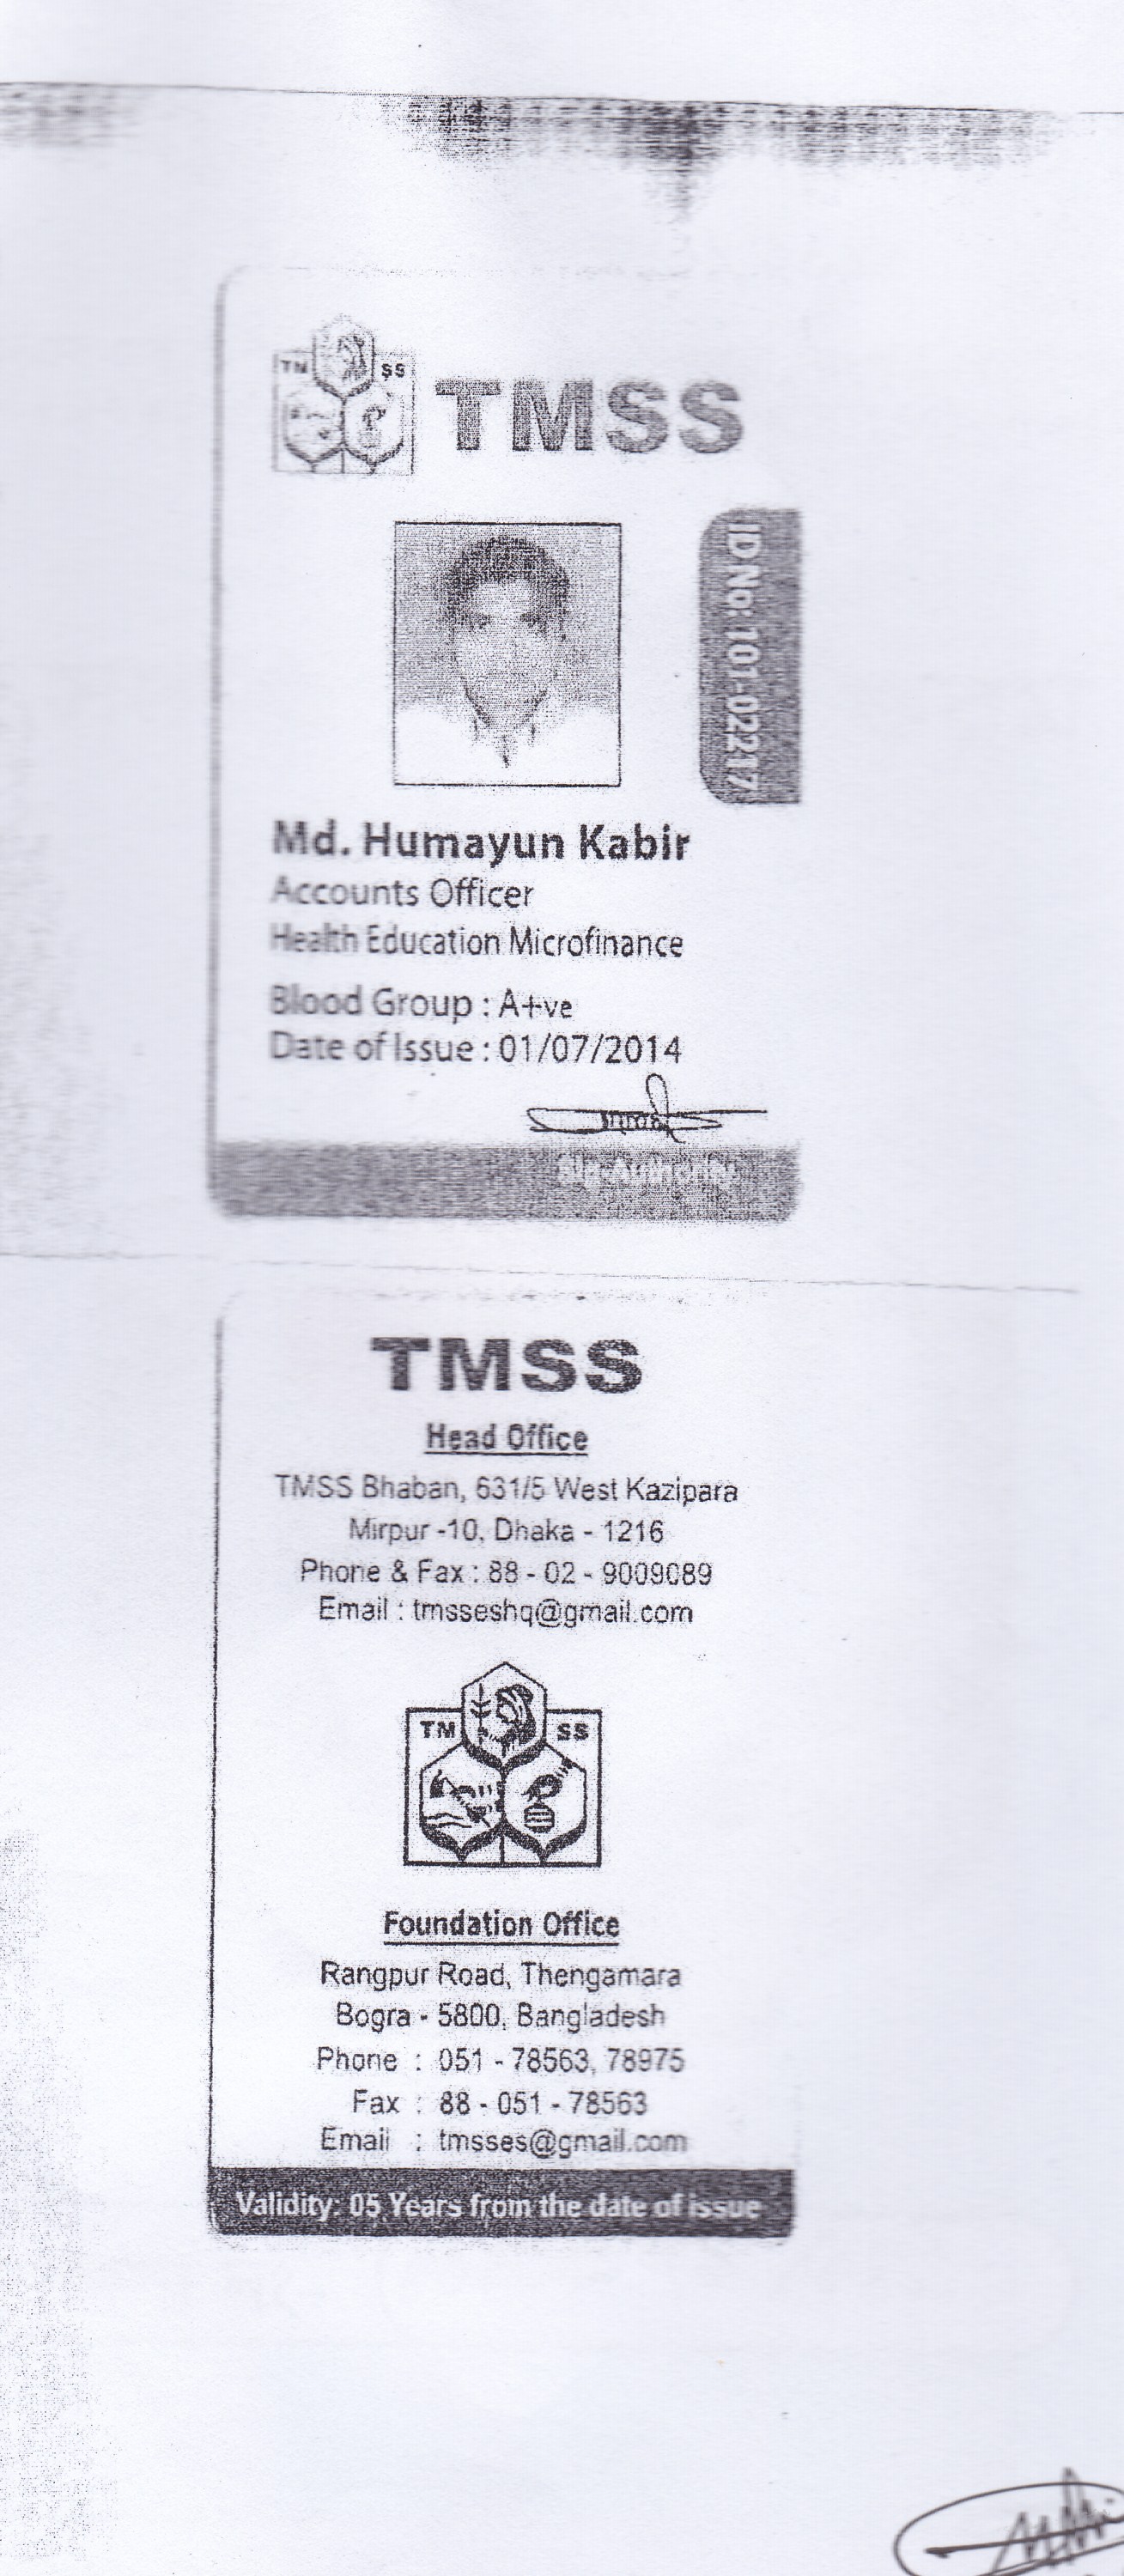 TM SS
TMSS
ID No: 101-02217
Md. Humayun Kabir
Accounts Officer
Health Education Microfinance
Blood Group : A+ve
Date of Issue : 01/07/2014
Sig. Authority
TMSS
Head Office
TMSS Bhaban, 631/5 West Kazipara
Mirpur -10, Dhaka - 1216
Phone & Fax : 88 - 02 - 9009089
Email : tmsseshq@gmail.com
TM SS
Foundation Office
Rangpur Road, Thengamara
Bogra - 5800, Bangladesh
Phone : 051 - 78563, 78975
Fax : 88 - 051 - 78563
Email : tmsses@gmail.com
Validity: 05 Years from the date of issue